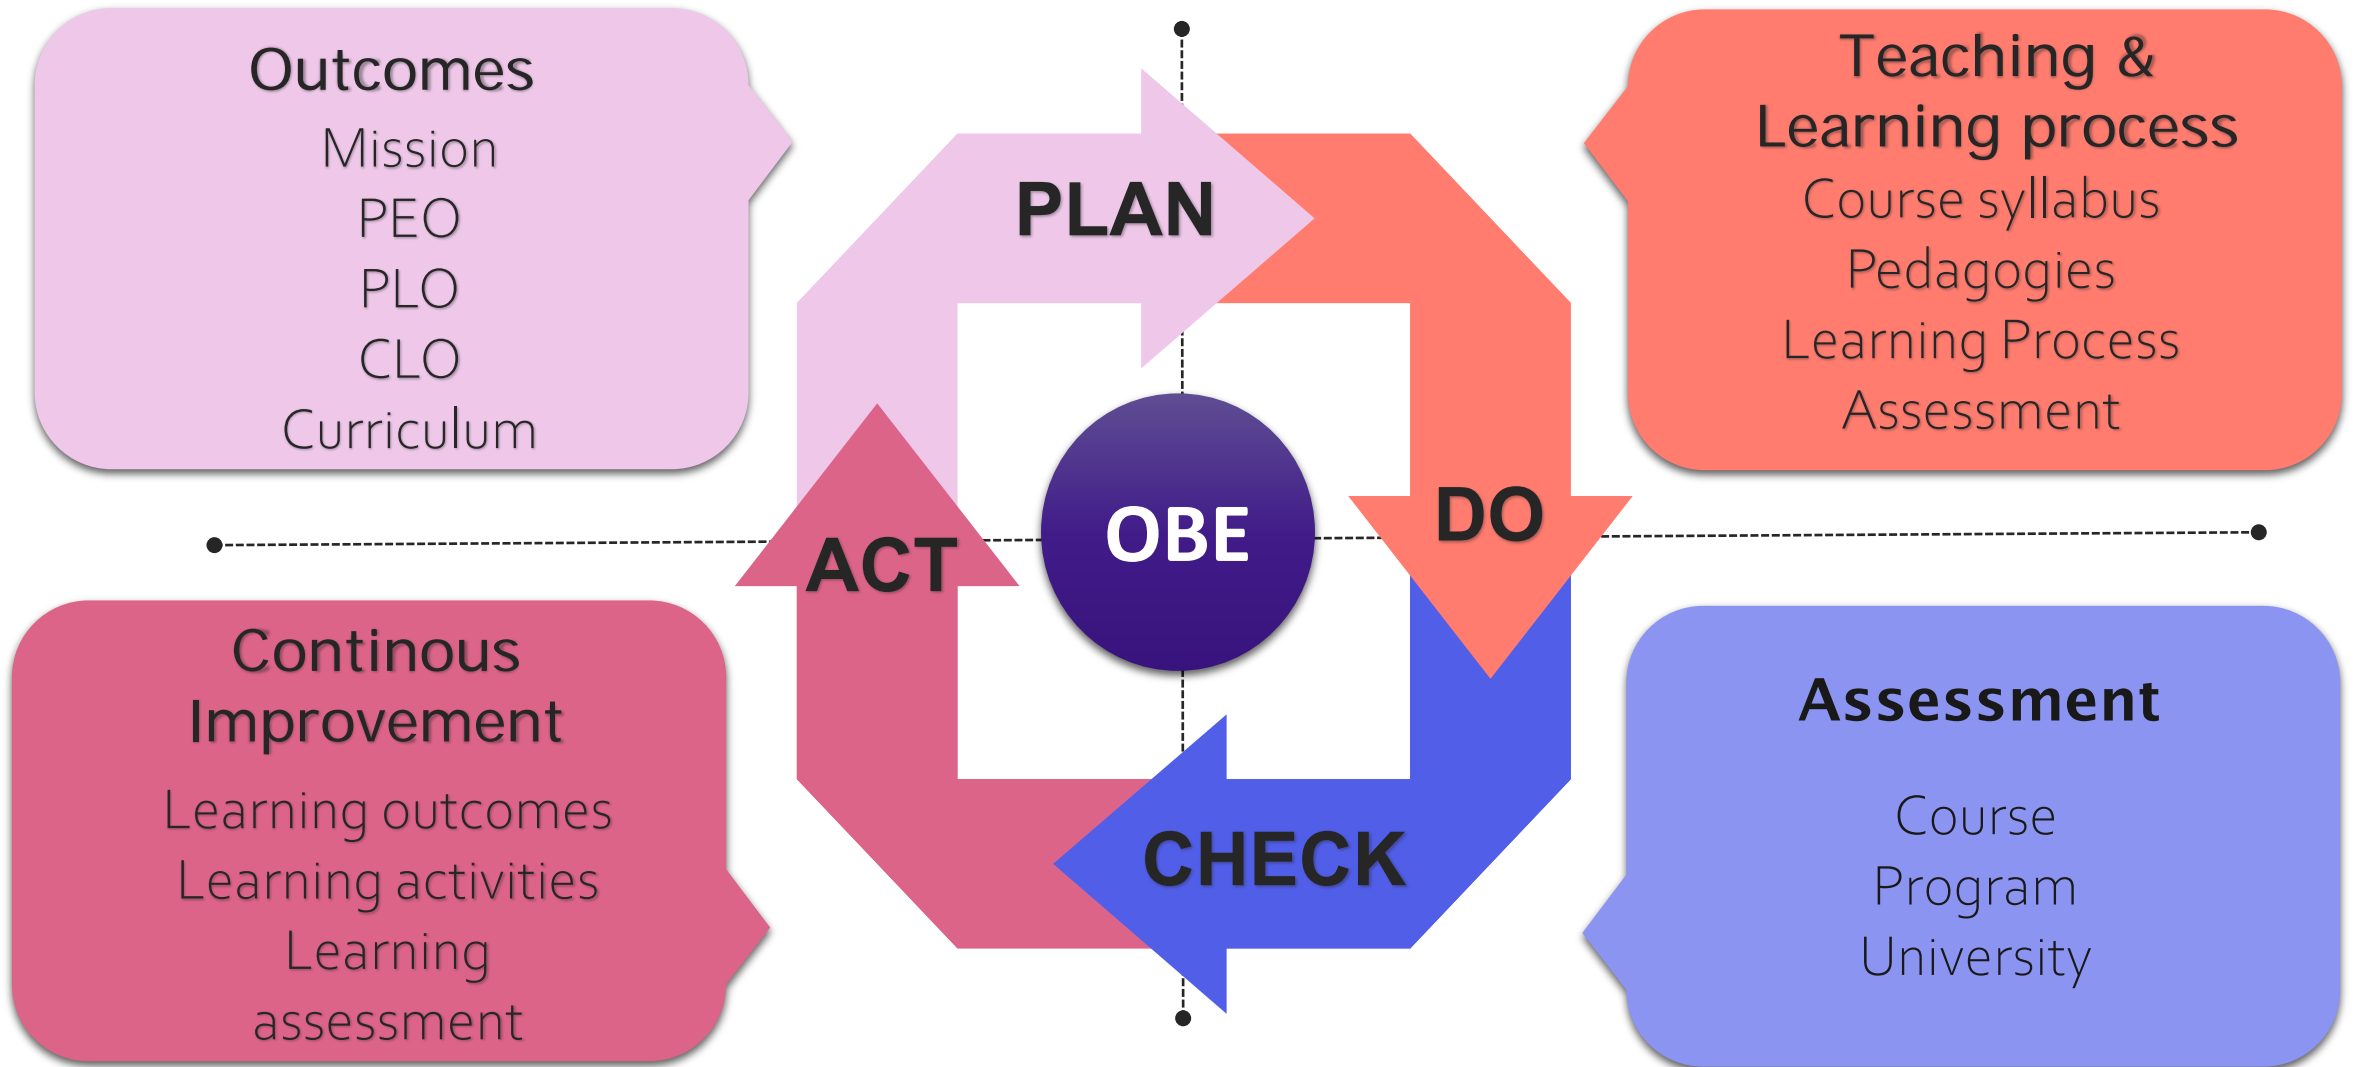 Outcomes
Mission
PEO
PLO
CLO
Curriculum
Teaching &
Learning process
Course syllabus
Pedagogies
Learning Process
Assessment
PLAN
DO
OBE
ACT
CHECK
Continous
Improvement
Learning outcomes
Learning activities
Learning
assessment
Assessment
Course
Program
University